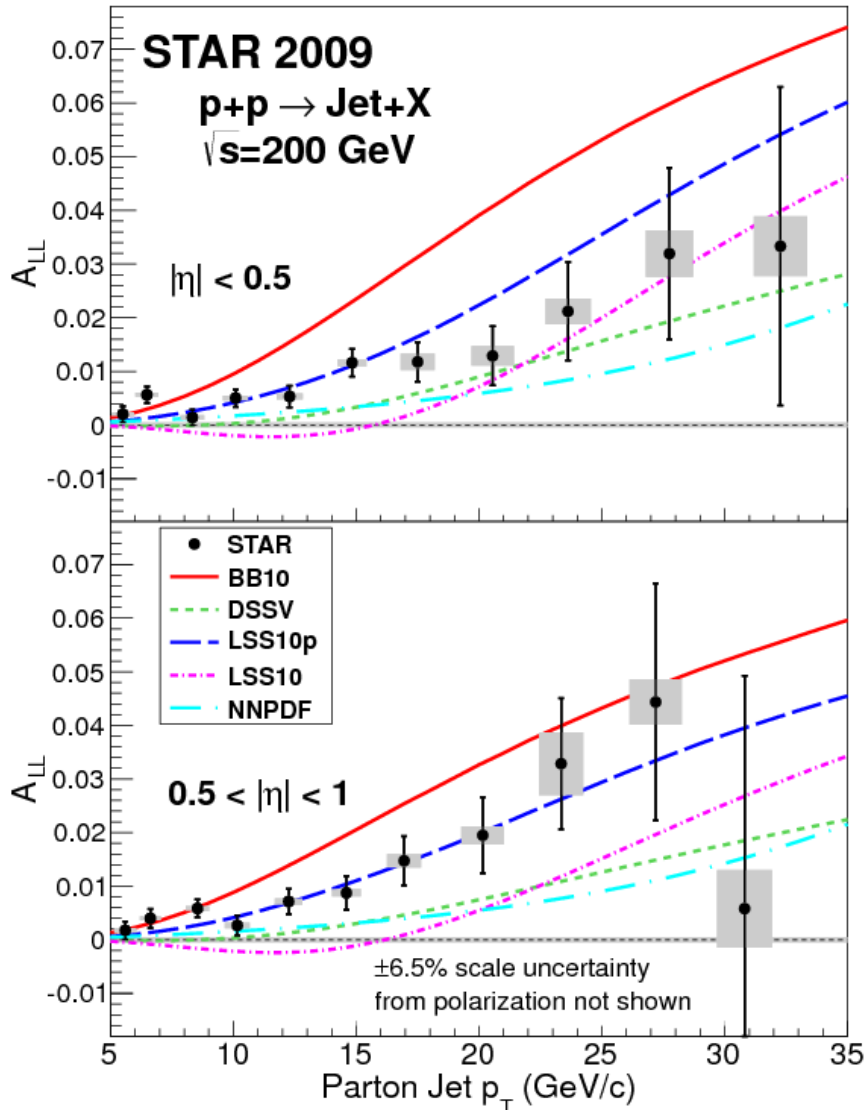 STAR 2009
p+p → Jet+X
√s=200 GeV
|η| < 0.5
A_LL
0.07
0.06
0.05
0.04
0.03
0.02
0.01
0
-0.01
STAR
BB10
DSSV
LSS10p
LSS10
NNPDF
0.5 < |η| < 1
A_LL
0.07
0.06
0.05
0.04
0.03
0.02
0.01
0
-0.01
±6.5% scale uncertainty
from polarization not shown
5 10 15 20 25 30 35
Parton Jet p_T (GeV/c)